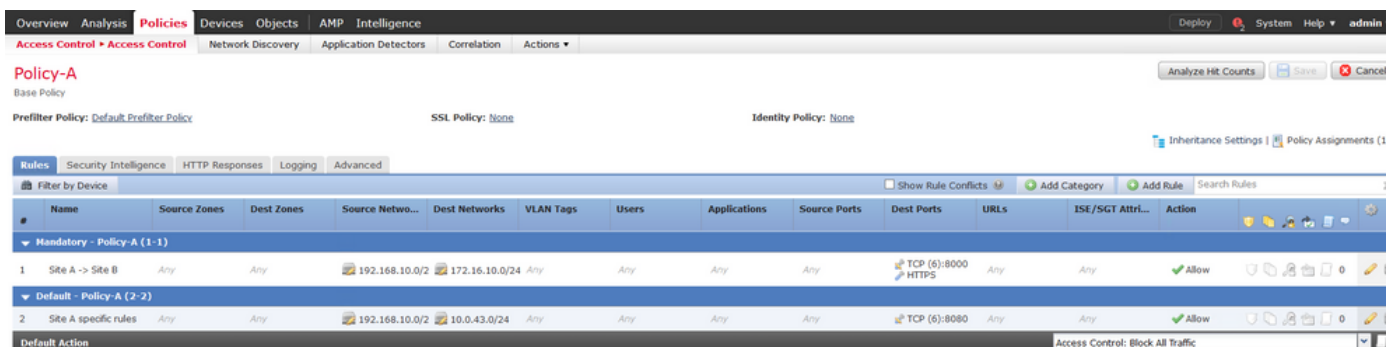 Overview Analysis Policies Devices Objects AMP Intelligence Deploy 2 System Help ▾ admin
Access Control ▸ Access Control Network Discovery Application Detectors Correlation Actions ▾
Policy-A Analyze Hit Counts Save Cancel
Base Policy
Prefilter Policy: Default Prefilter Policy SSL Policy: None Identity Policy: None
Inheritance Settings | Policy Assignments (1
Rules Security Intelligence HTTP Responses Logging Advanced
Filter by Device Show Rule Conflicts Add Category Add Rule Search Rules
# Name Source Zones Dest Zones Source Netwo... Dest Networks VLAN Tags Users Applications Source Ports Dest Ports URLs ISE/SGT Attri... Action
Mandatory - Policy-A (1-1)
1 Site A -> Site B Any Any 192.168.10.0/2 172.16.10.0/24 Any Any Any Any TCP (6):8000 Any Any Allow 0
HTTPS
Default - Policy-A (2-2)
2 Site A specific rules Any Any 192.168.10.0/2 10.0.43.0/24 Any Any Any Any TCP (6):8080 Any Any Allow 0
Default Action Access Control: Block All Traffic